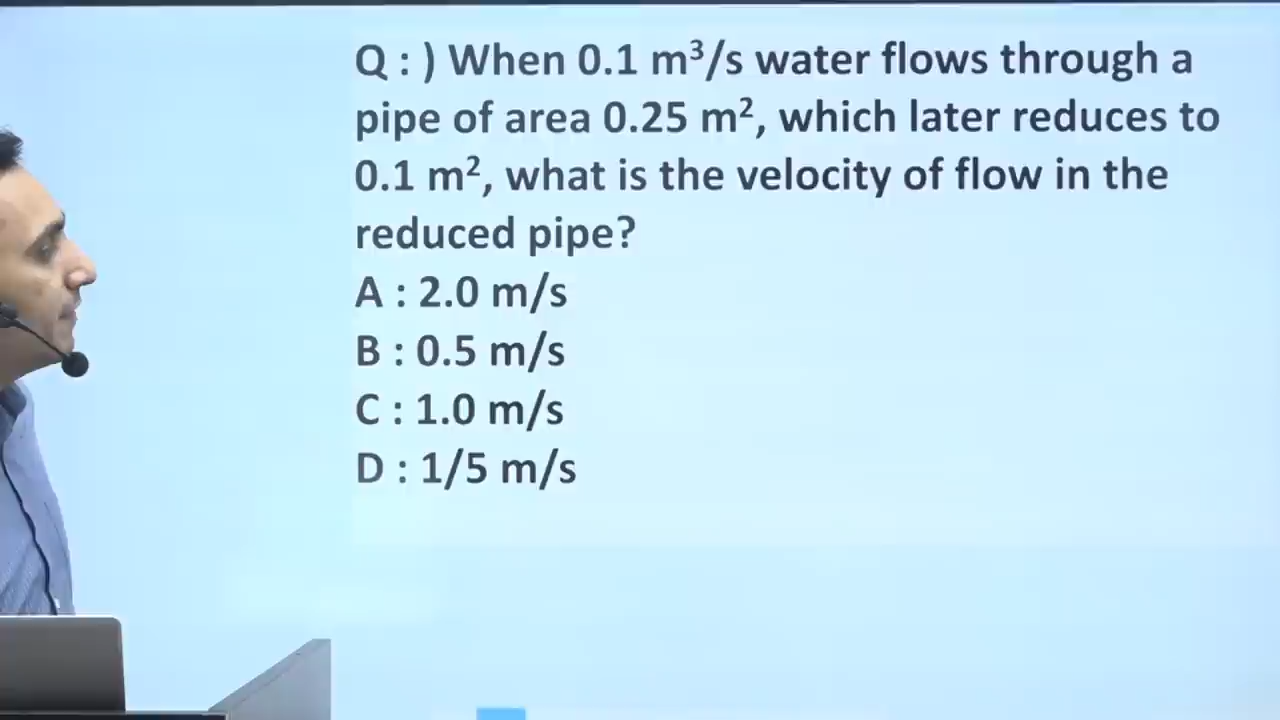 Q : ) When 0.1 m³/s water flows through a
pipe of area 0.25 m², which later reduces to
0.1 m², what is the velocity of flow in the
reduced pipe?
A : 2.0 m/s
B : 0.5 m/s
C : 1.0 m/s
D : 1/5 m/s